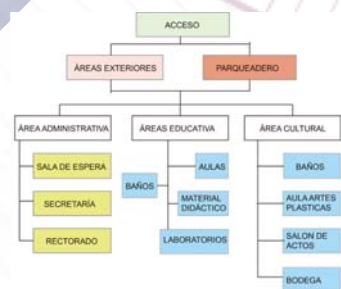 ACCESO
ÁREAS EXTERIORES
PARQUEADERO
ÁREA ADMINISTRATIVA
ÁREAS EDUCATIVA
ÁREA CULTURAL
SALA DE ESPERA
SECRETARÍA
RECTORADO
BAÑOS
AULAS
MATERIAL
DIDÁCTICO
LABORATORIOS
BAÑOS
AULA ARTES
PLASTICAS
SALON DE
ACTOS
BODEGA